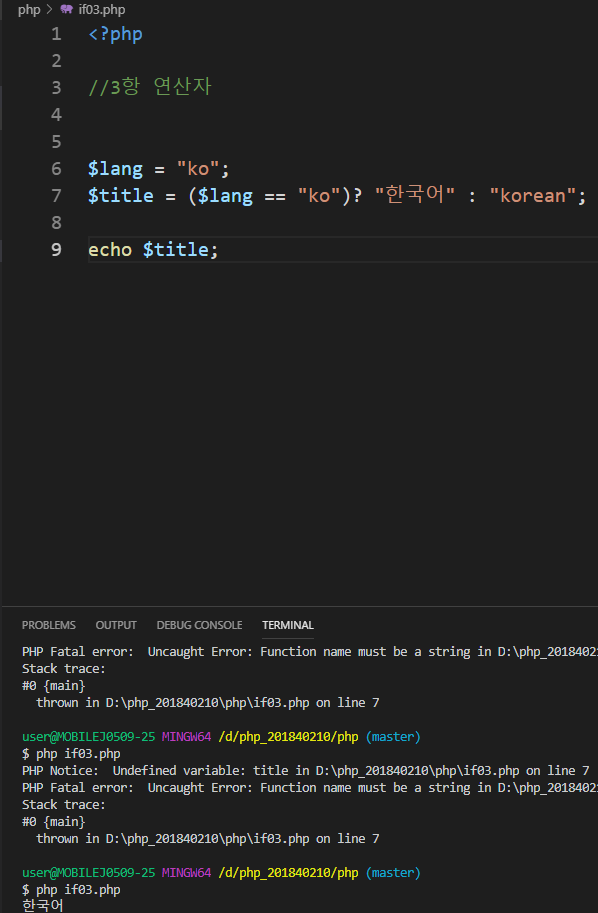 php > if03.php
1 <?php
2
3 //3항 연산자
4
5
6 $lang = "ko";
7 $title = ($lang == "ko")? "한국어" : "korean";
8
9 echo $title;
PROBLEMS OUTPUT DEBUG CONSOLE TERMINAL
PHP Fatal error:  Uncaught Error: Function name must be a string in D:\php_2018402
Stack trace:
#0 {main}
  thrown in D:\php_201840210\php\if03.php on line 7
user@MOBILEJ0509-25 MINGW64 /d/php_201840210/php (master)
$ php if03.php
PHP Notice:  Undefined variable: title in D:\php_201840210\php\if03.php on line 7
PHP Fatal error:  Uncaught Error: Function name must be a string in D:\php_2018402
Stack trace:
#0 {main}
  thrown in D:\php_201840210\php\if03.php on line 7
user@MOBILEJ0509-25 MINGW64 /d/php_201840210/php (master)
$ php if03.php
한국어